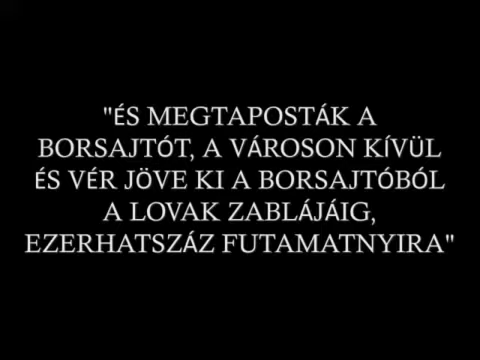 "ÉS MEGTAPOSTÁK A
BORSAJTÓT, A VÁROSON KÍVÜL
ÉS VÉR JÖVE KI A BORSAJTÓBÓL
A LOVAK ZABLÁJÁIG,
EZERHATSZÁZ FUTAMATNYIRA"